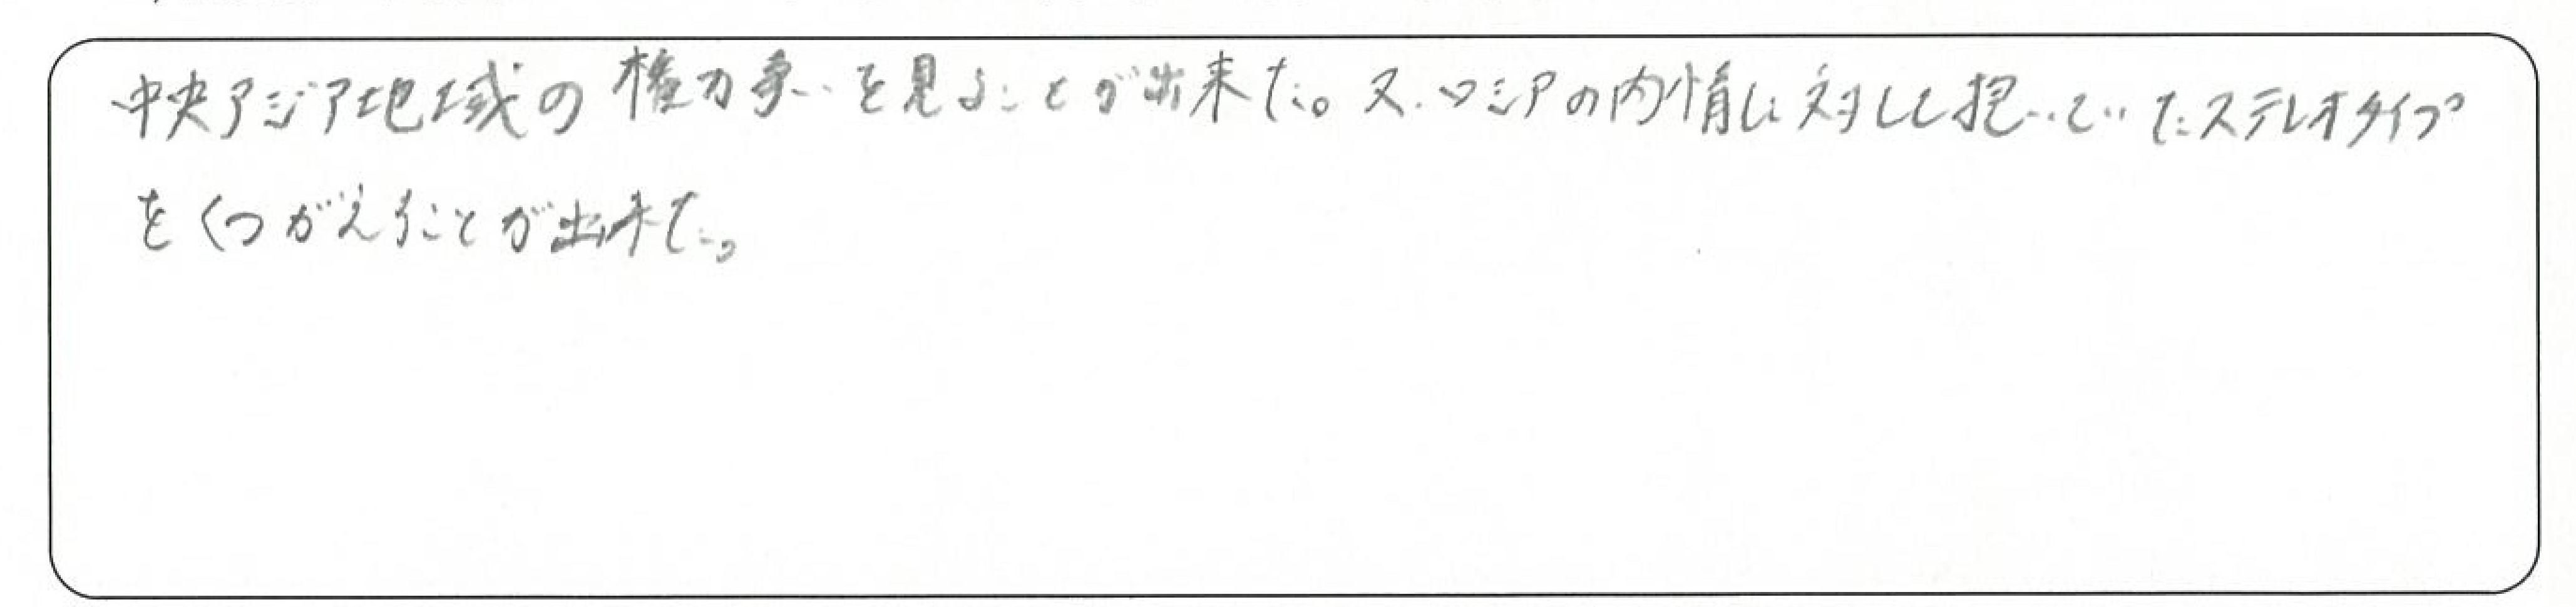 中央アジア地域の権力争いを見ることが出来た。又、ロシアの内情に対して抱いていたステレオタイプ
をくつがえすことが出来た。